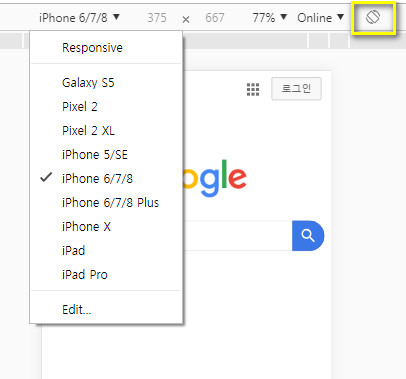 iPhone 6/7/8 ▼ 375 × 667 77% ▼ Online ▼
Responsive
Galaxy S5
Pixel 2
Pixel 2 XL
iPhone 5/SE
iPhone 6/7/8
iPhone 6/7/8 Plus
iPhone X
iPad
iPad Pro
Edit...
로그인
ogle